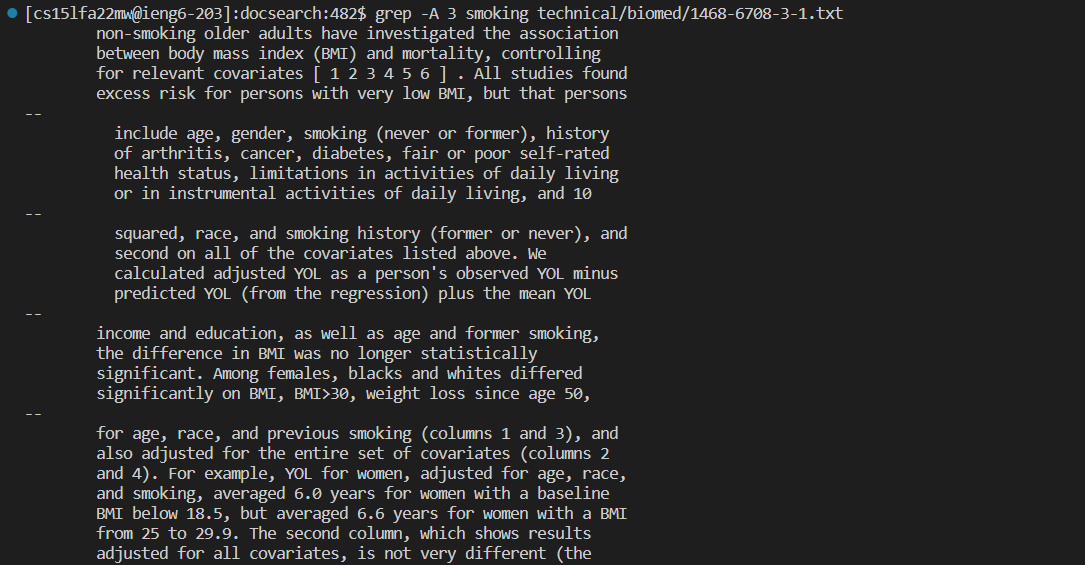 [cs15lfa22mw@ieng6-203]:docsearch:482$ grep -A 3 smoking technical/biomed/1468-6708-3-1.txt
non-smoking older adults have investigated the association
between body mass index (BMI) and mortality, controlling
for relevant covariates [ 1 2 3 4 5 6 ] . All studies found
excess risk for persons with very low BMI, but that persons
--
include age, gender, smoking (never or former), history
of arthritis, cancer, diabetes, fair or poor self-rated
health status, limitations in activities of daily living
or in instrumental activities of daily living, and 10
--
squared, race, and smoking history (former or never), and
second on all of the covariates listed above. We
calculated adjusted YOL as a person's observed YOL minus
predicted YOL (from the regression) plus the mean YOL
--
income and education, as well as age and former smoking,
the difference in BMI was no longer statistically
significant. Among females, blacks and whites differed
significantly on BMI, BMI>30, weight loss since age 50,
--
for age, race, and previous smoking (columns 1 and 3), and
also adjusted for the entire set of covariates (columns 2
and 4). For example, YOL for women, adjusted for age, race,
and smoking, averaged 6.0 years for women with a baseline
BMI below 18.5, but averaged 6.6 years for women with a BMI
from 25 to 29.9. The second column, which shows results
adjusted for all covariates, is not very different (the